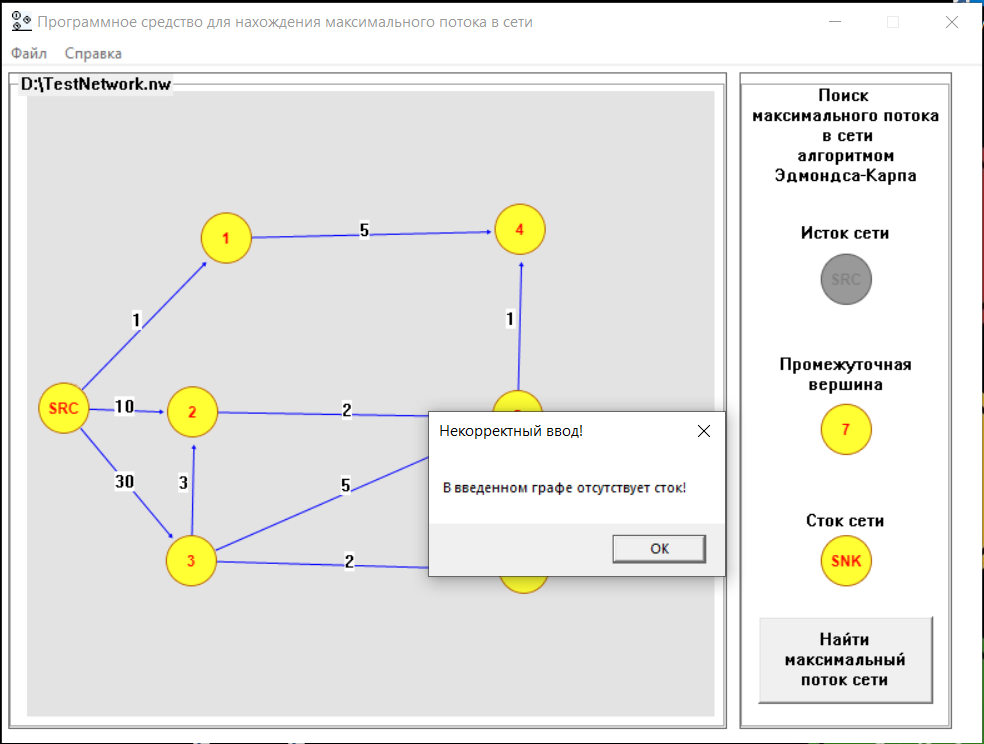 Программное средство для нахождения максимального потока в сети
Файл Справка
D:\TestNetwork.nw
1
5
4
1
1
SRC
10
2
2
30
3
5
3
2
Некорректный ввод!
В введенном графе отсутствует сток!
OK
Поиск
максимального потока
в сети
алгоритмом
Эдмондса-Карпа
Исток сети
SRC
Промежуточная
вершина
7
Сток сети
SNK
Найти
максимальный
поток сети